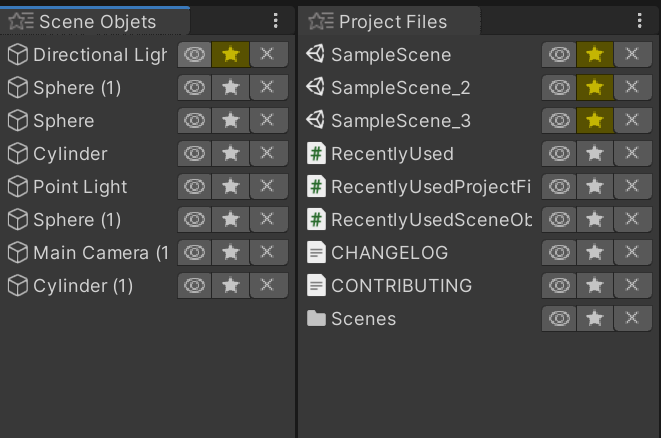 Scene Objets
Directional Ligh
Sphere (1)
Sphere
Cylinder
Point Light
Sphere (1)
Main Camera (1
Cylinder (1)
Project Files
SampleScene
SampleScene_2
SampleScene_3
# RecentlyUsed
# RecentlyUsedProjectFi
# RecentlyUsedSceneOb
CHANGELOG
CONTRIBUTING
Scenes